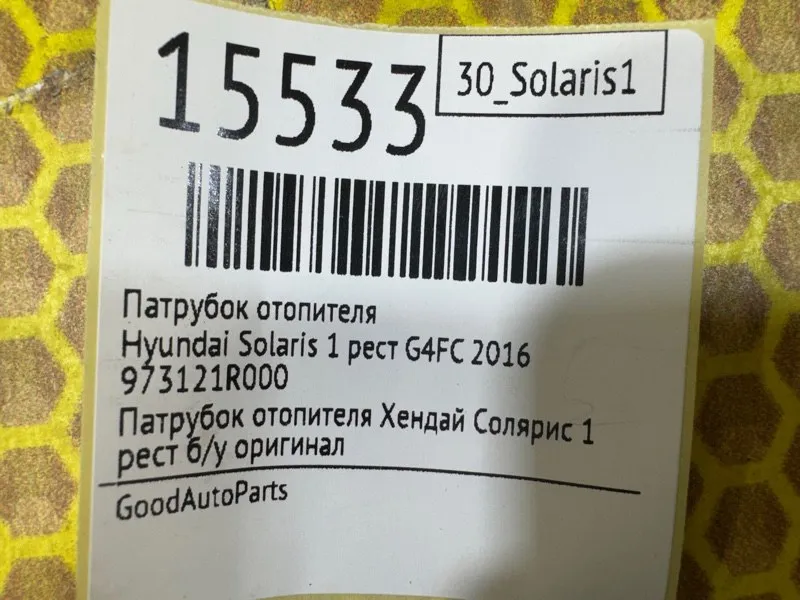 15533
30_Solaris1
Патрубок отопителя
Hyundai Solaris 1 рест G4FC 2016
973121R000
Патрубок отопителя Хендай Солярис 1
рест б/у оригинал
GoodAutoParts